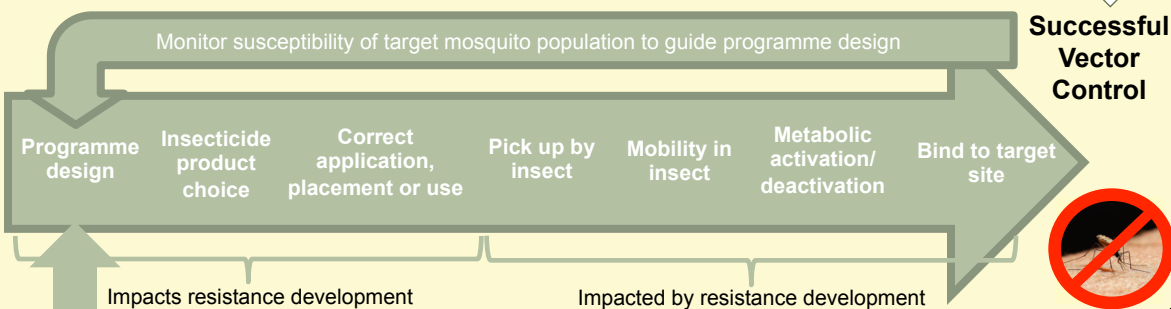 Monitor susceptibility of target mosquito population to guide programme design
Successful
Vector
Control
Programme
design
Insecticide
product
choice
Correct
application,
placement or use
Pick up by
insect
Mobility in
insect
Metabolic
activation/
deactivation
Bind to target
site
Impacts resistance development
Impacted by resistance development